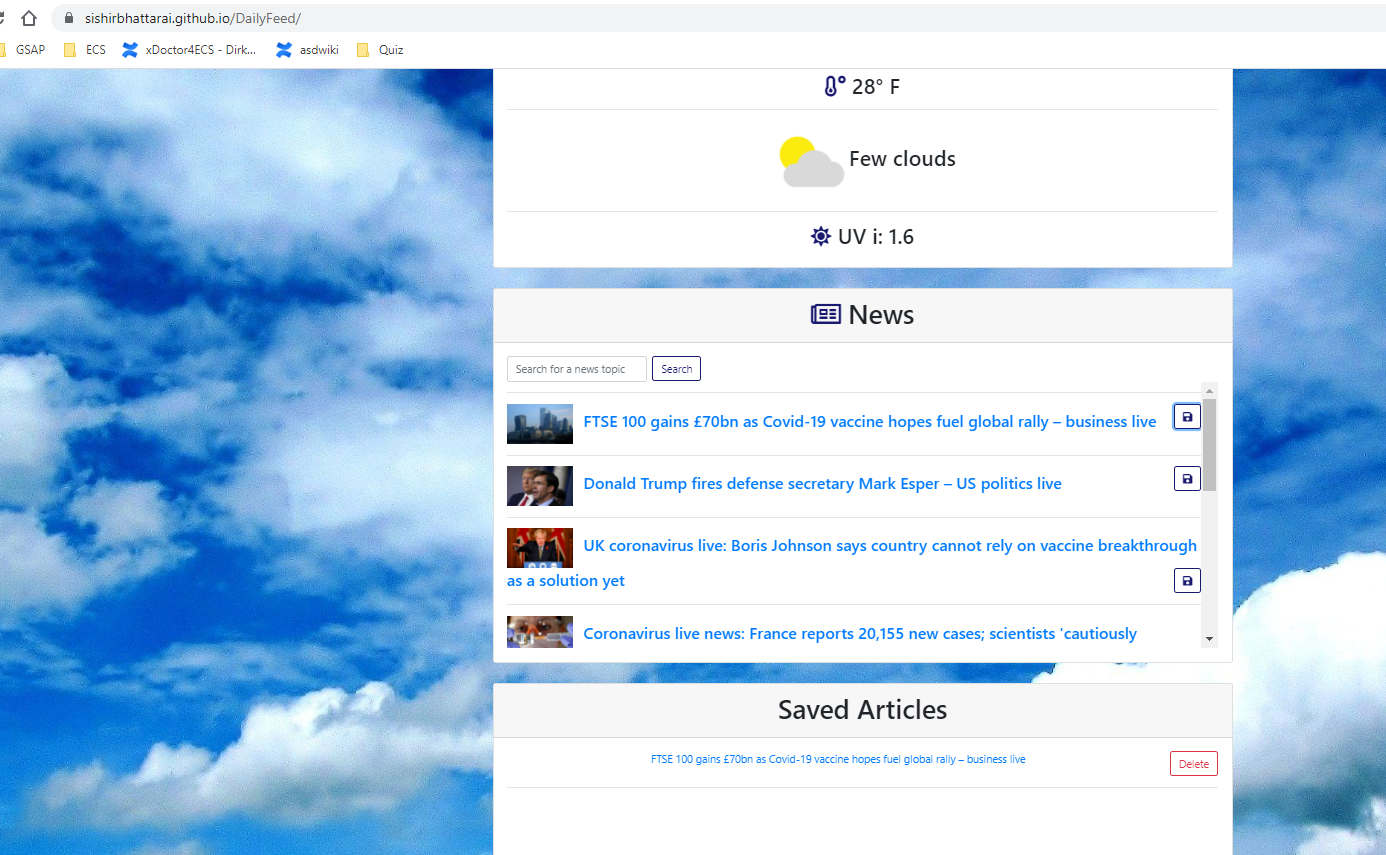 sishirbhattarai.github.io/DailyFeed/
GSAP ECS xDoctor4ECS - Dirk... asdwiki Quiz
28° F
Few clouds
UV i: 1.6
News
Search for a news topic Search
FTSE 100 gains £70bn as Covid-19 vaccine hopes fuel global rally – business live
Donald Trump fires defense secretary Mark Esper – US politics live
UK coronavirus live: Boris Johnson says country cannot rely on vaccine breakthrough
as a solution yet
Coronavirus live news: France reports 20,155 new cases; scientists 'cautiously
Saved Articles
FTSE 100 gains £70bn as Covid-19 vaccine hopes fuel global rally – business live
Delete